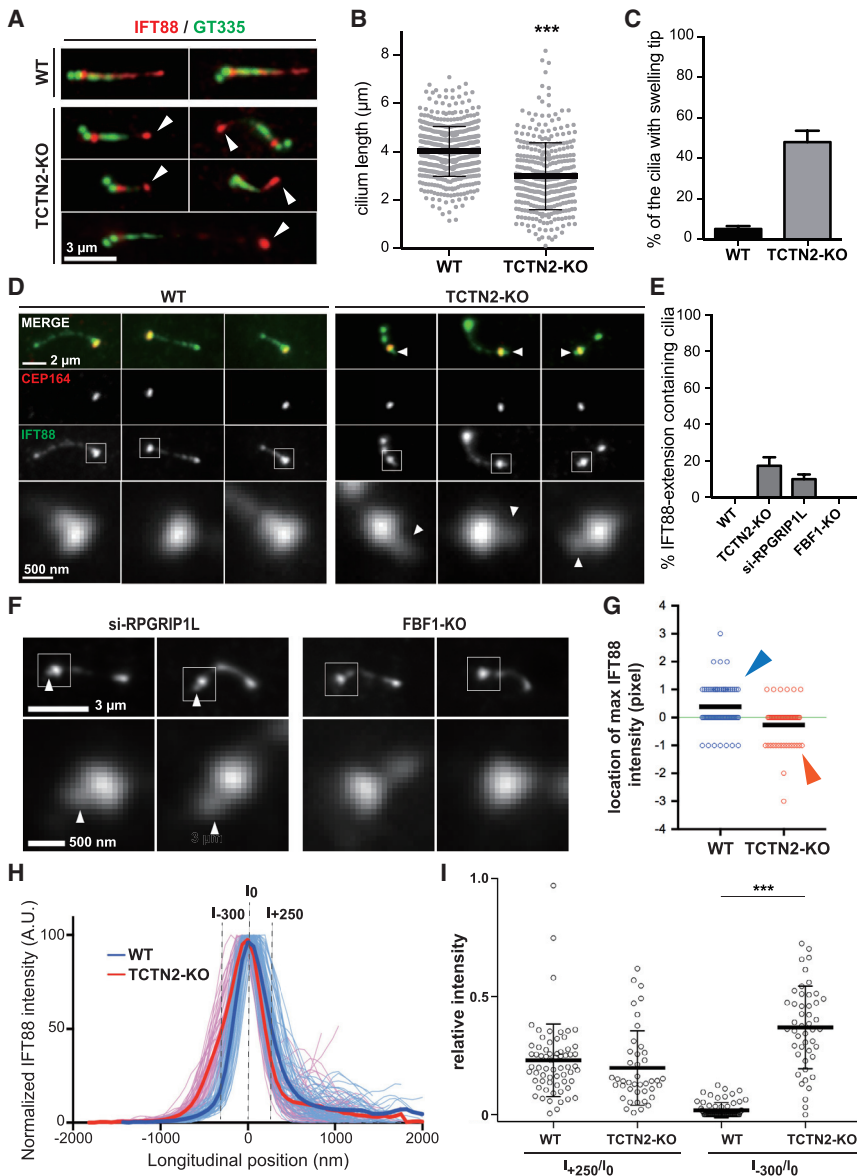 A
IFT88 / GT335
WT
TCTN2-KO
3 µm
B
cilium length (µm)
8
6
4
2
0
***
WT
TCTN2-KO
C
% of the cilia with swelling tip
100
80
60
40
20
0
WT
TCTN2-KO
D
WT
TCTN2-KO
MERGE
2 µm
CEP164
IFT88
500 nm
E
% IFT88-extension containing cilia
100
80
60
40
20
0
WT
TCTN2-KO
si-RPGRIP1L
FBF1-KO
F
si-RPGRIP1L
FBF1-KO
3 µm
500 nm
3 µm
G
location of max IFT88
intensity (pixel)
4
3
2
1
0
-1
-2
-3
-4
WT
TCTN2-KO
H
Normalized IFT88 intensity (A.U.)
100
50
0
I-300
I0
I+250
WT
TCTN2-KO
-2000
-1000
0
1000
2000
Longitudinal position (nm)
I
relative intensity
1
0.5
0
***
WT
TCTN2-KO
WT
TCTN2-KO
I+250/I0
I-300/I0